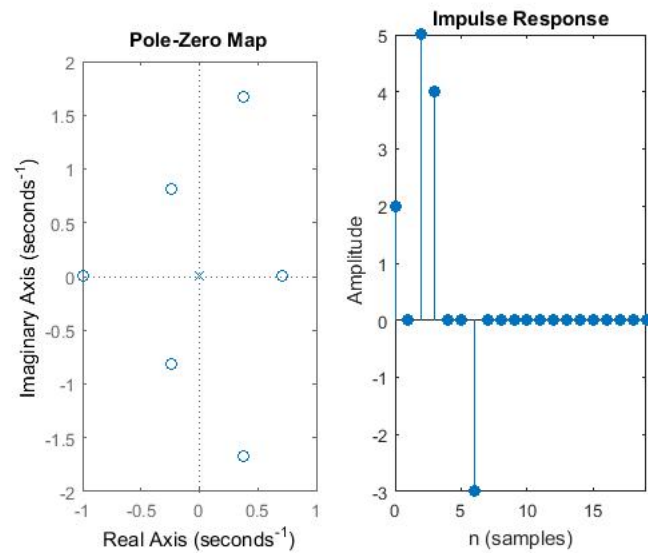 Pole-Zero Map
Imaginary Axis (seconds-1)
2
1.5
1
0.5
0
-0.5
-1
-1.5
-2
-1 -0.5 0 0.5 1
Real Axis (seconds-1)
Impulse Response
Amplitude
5
4
3
2
1
0
-1
-2
-3
0 5 10 15
n (samples)